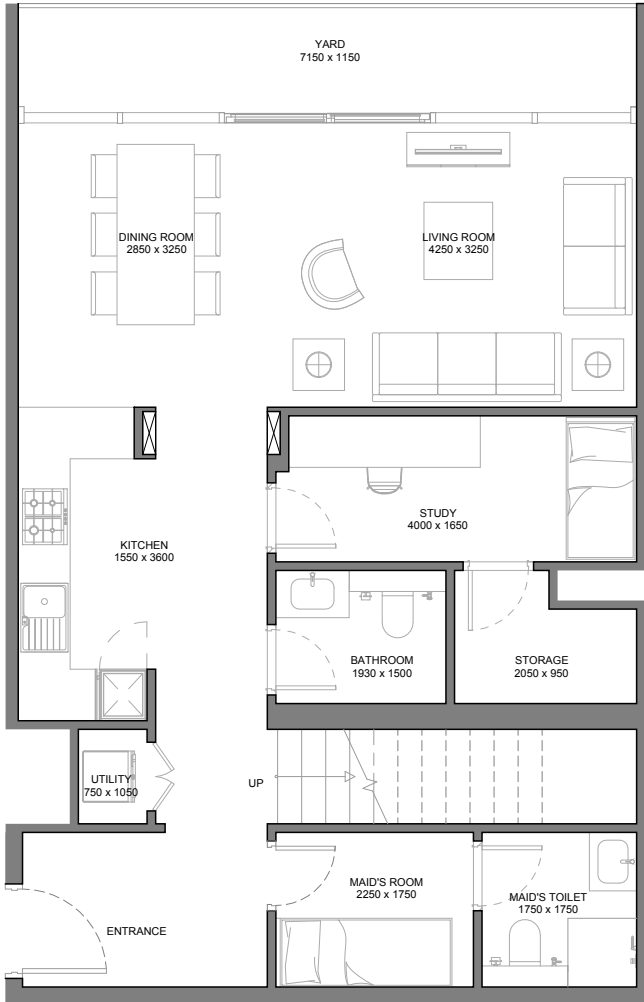 YARD
7150 x 1150
DINING ROOM
2850 x 3250
LIVING ROOM
4250 x 3250
STUDY
4000 x 1650
KITCHEN
1550 x 3600
BATHROOM
1930 x 1500
STORAGE
2050 x 950
UTILITY
750 x 1050
UP
MAID'S ROOM
2250 x 1750
MAID'S TOILET
1750 x 1750
ENTRANCE